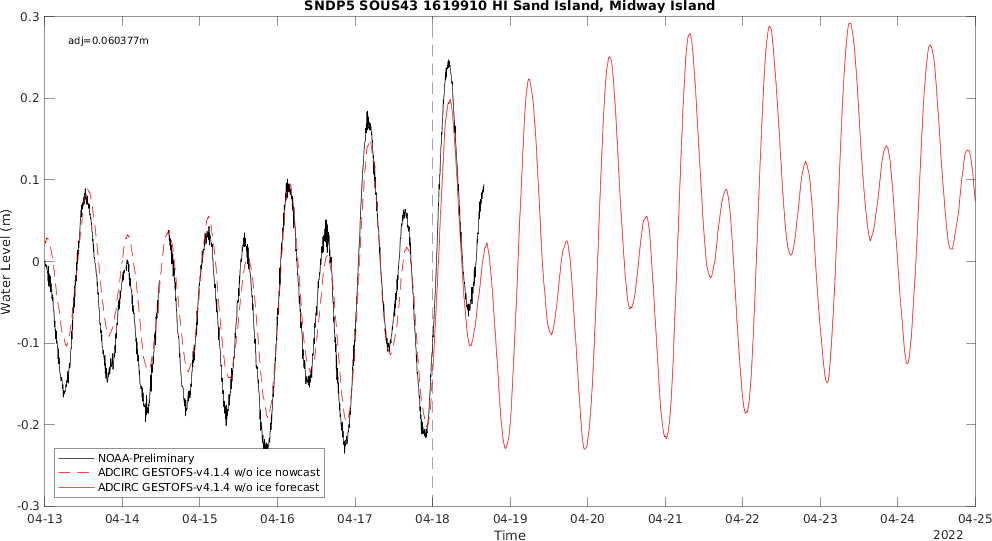 SNDP5 SOUS43 1619910 HI Sand Island, Midway Island
adj=0.060377m
0.3
0.2
0.1
0
-0.1
-0.2
-0.3
Water Level (m)
NOAA-Preliminary
ADCIRC GESTOFS-v4.1.4 w/o ice nowcast
ADCIRC GESTOFS-v4.1.4 w/o ice forecast
04-13 04-14 04-15 04-16 04-17 04-18 04-19 04-20 04-21 04-22 04-23 04-24 04-25
Time
2022